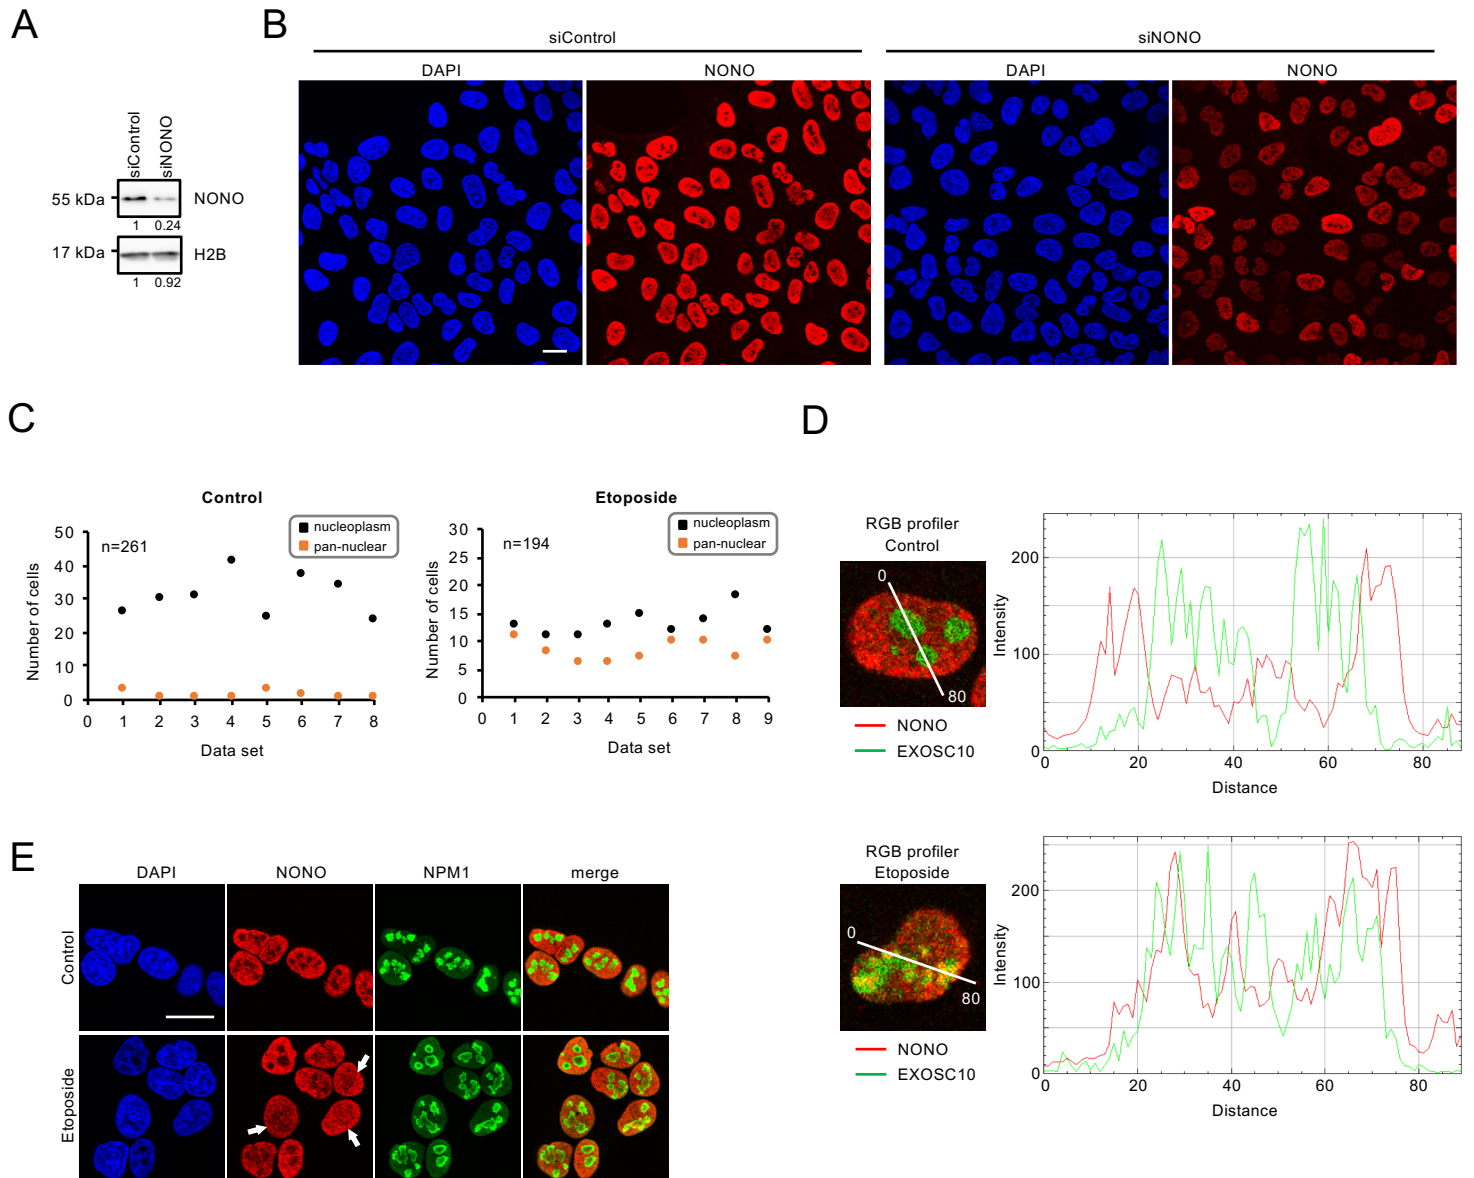 A
siControl
siNONO
55 kDa
NONO
1 0.24
17 kDa
H2B
1 0.92
B
siControl
siNONO
DAPI
NONO
DAPI
NONO
C
Control
50
40
30
20
10
0
Number of cells
n=261
nucleoplasm
pan-nuclear
0 1 2 3 4 5 6 7 8
Data set
Etoposide
30
25
20
15
10
5
0
Number of cells
n=194
nucleoplasm
pan-nuclear
0 1 2 3 4 5 6 7 8 9
Data set
D
RGB profiler
Control
0
80
NONO
EXOSC10
Intensity
200
100
0
0 20 40 60 80
Distance
RGB profiler
Etoposide
0
80
NONO
EXOSC10
Intensity
200
100
0
0 20 40 60 80
Distance
E
DAPI
NONO
NPM1
merge
Control
Etoposide